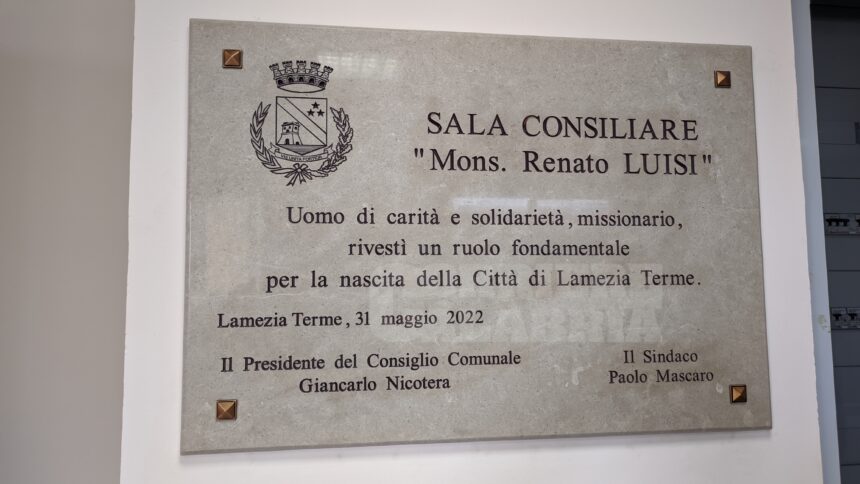 SALA CONSILIARE
"Mons. Renato LUISI"
Uomo di carità e solidarietà, missionario,
rivestì un ruolo fondamentale
per la nascita della Città di Lamezia Terme.
Lamezia Terme, 31 maggio 2022
Il Presidente del Consiglio Comunale
Giancarlo Nicotera
Il Sindaco
Paolo Mascaro